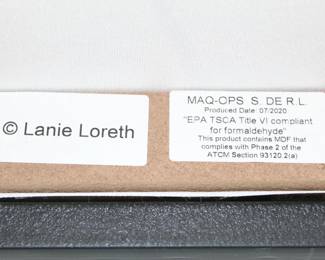 © Lanie Loreth
MAQ-OPS S. DE R.L.
Produced Date: 07/2020
"EPA TSCA Title VI compliant
for formaldehyde"
This product contains MDF that
complies with Phase 2 of the
ATCM Section 93120.2(a)